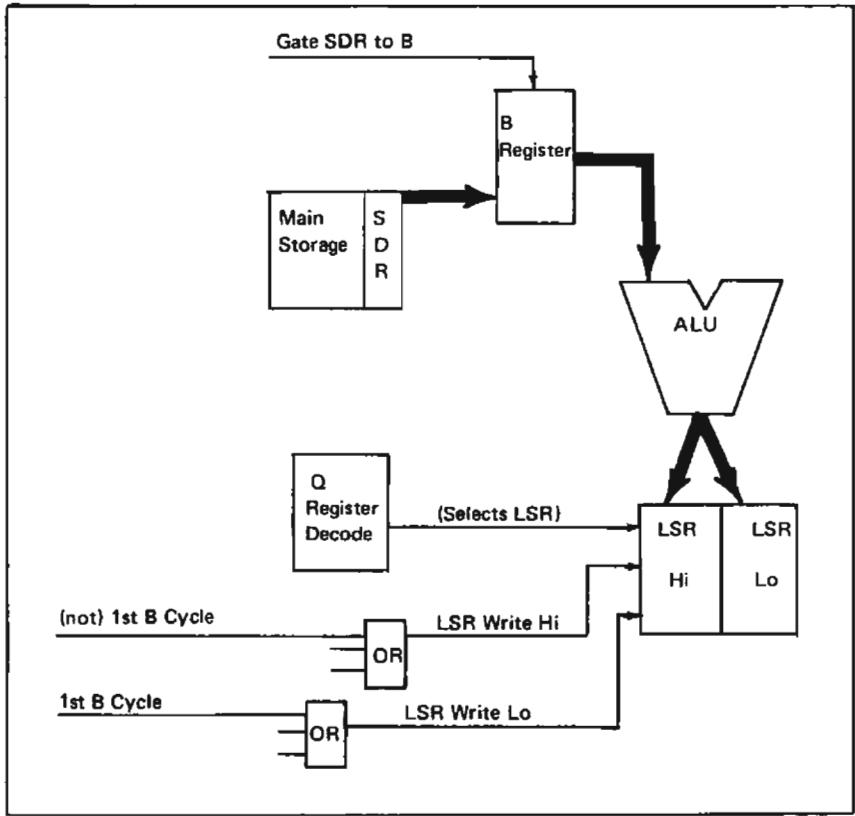 Gate SDR to B
B
Register
Main
Storage
S
D
R
ALU
Q
Register
Decode
(Selects LSR)
LSR
Hi
LSR
Lo
(not) 1st B Cycle
OR
LSR Write Hi
1st B Cycle
OR
LSR Write Lo